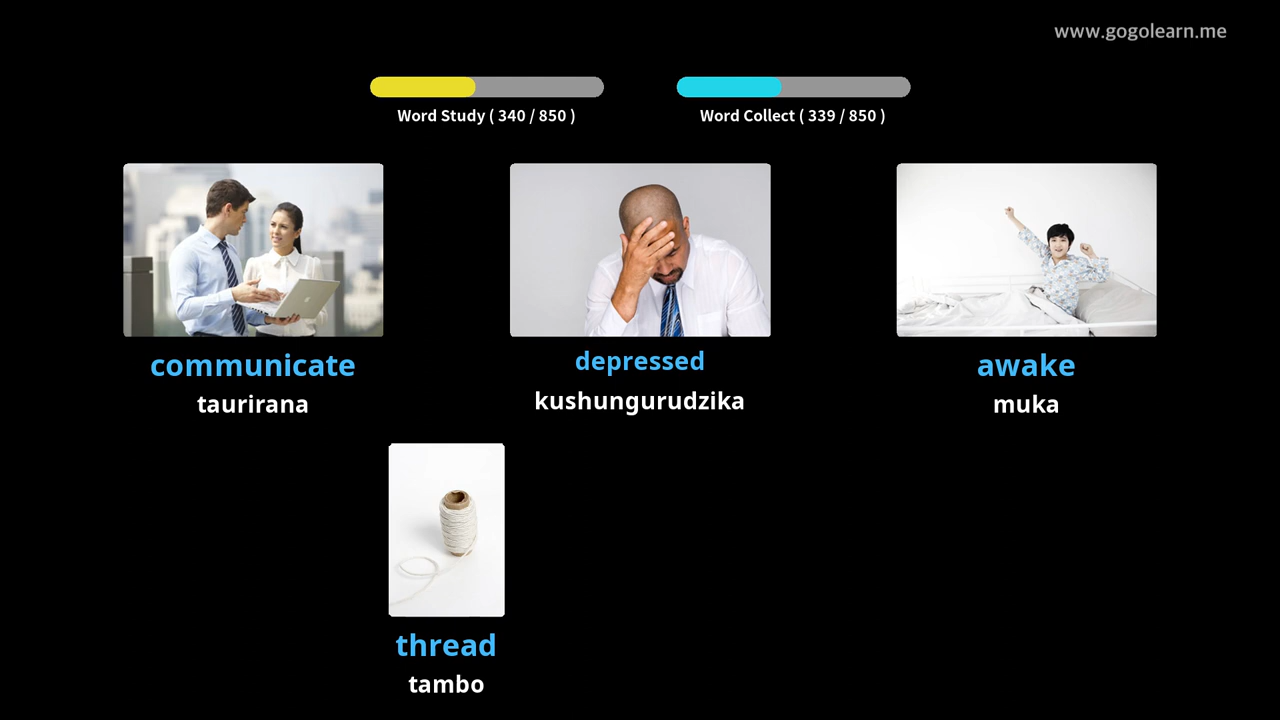 www.gogolearn.me
Word Study ( 340 / 850 )
Word Collect ( 339 / 850 )
communicate
taurirana
depressed
kushungurudzika
awake
muka
thread
tambo